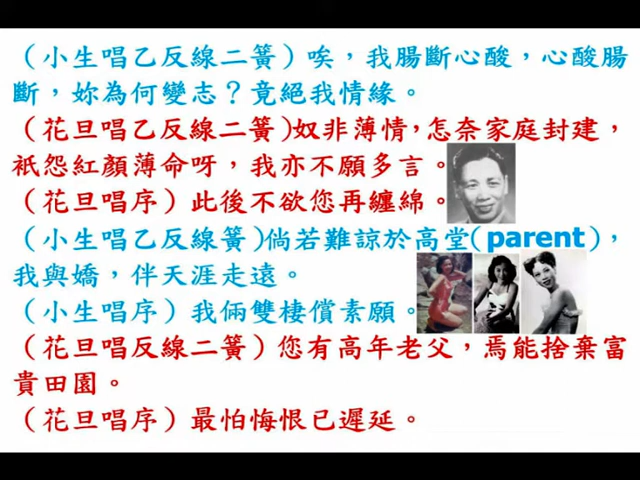 （小生唱乙反線二簧）唉，我腸斷心酸，心酸腸
斷，妳為何變志？竟絕我情緣。
（花旦唱乙反線二簧)奴非薄情，怎奈家庭封建，
衹怨紅顏薄命呀，我亦不願多言。
（花旦唱序）此後不欲您再纏綿。
（小生唱乙反線簧)倘若難諒於高堂(parent)，
我與嬌，伴天涯走遠。
（小生唱序）我倆雙棲償素願。
（花旦唱反線二簧）您有高年老父，焉能捨棄富
貴田園。
（花旦唱序）最怕悔恨已遲延。